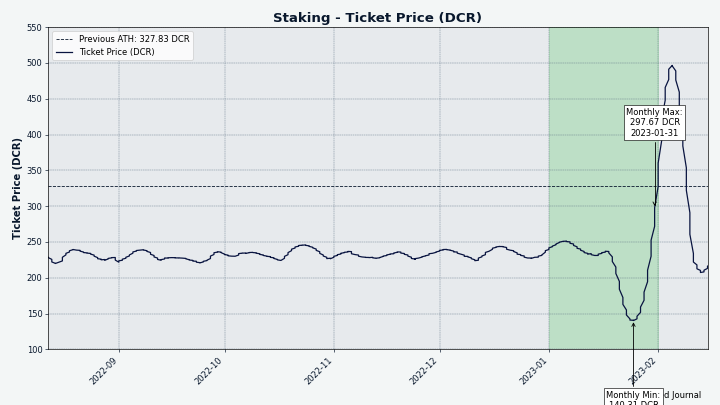 Staking - Ticket Price (DCR)
Previous ATH: 327.83 DCR
Ticket Price (DCR)
Ticket Price (DCR)
550
500
450
400
350
300
250
200
150
100
Monthly Max:
297.67 DCR
2023-01-31
2022-09
2022-10
2022-11
2022-12
2023-01
2023-02
Monthly Min:
d Journal
140.31 DCR